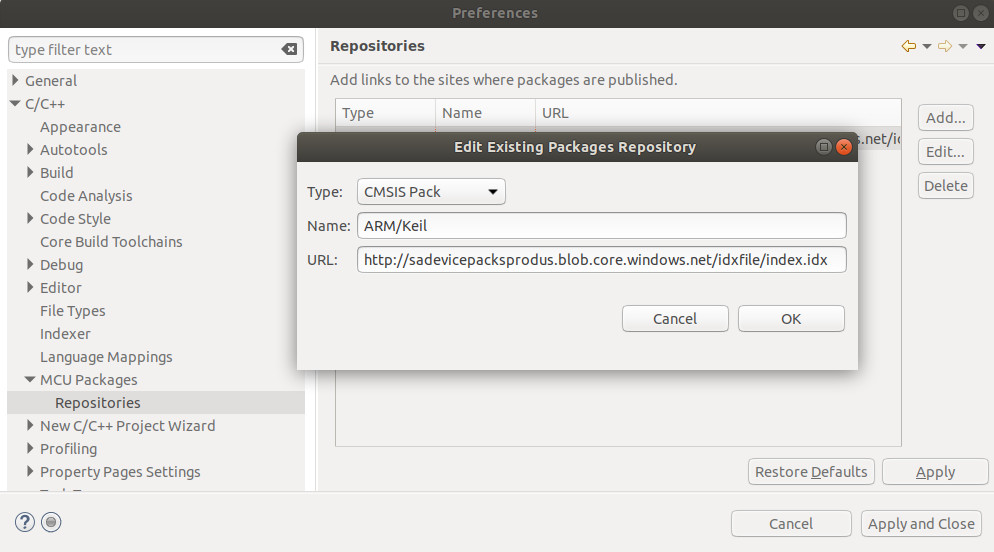 Preferences
type filter text
General
C/C++
Appearance
Autotools
Build
Code Analysis
Code Style
Core Build Toolchains
Debug
Editor
File Types
Indexer
Language Mappings
MCU Packages
Repositories
New C/C++ Project Wizard
Profiling
Property Pages Settings
Repositories
Add links to the sites where packages are published.
Type Name URL
Add...
Edit...
Delete
Edit Existing Packages Repository
Type: CMSIS Pack
Name: ARM/Keil
URL: http://sadevicepacksprodus.blob.core.windows.net/idxfile/index.idx
Cancel OK
Restore Defaults Apply
Cancel Apply and Close